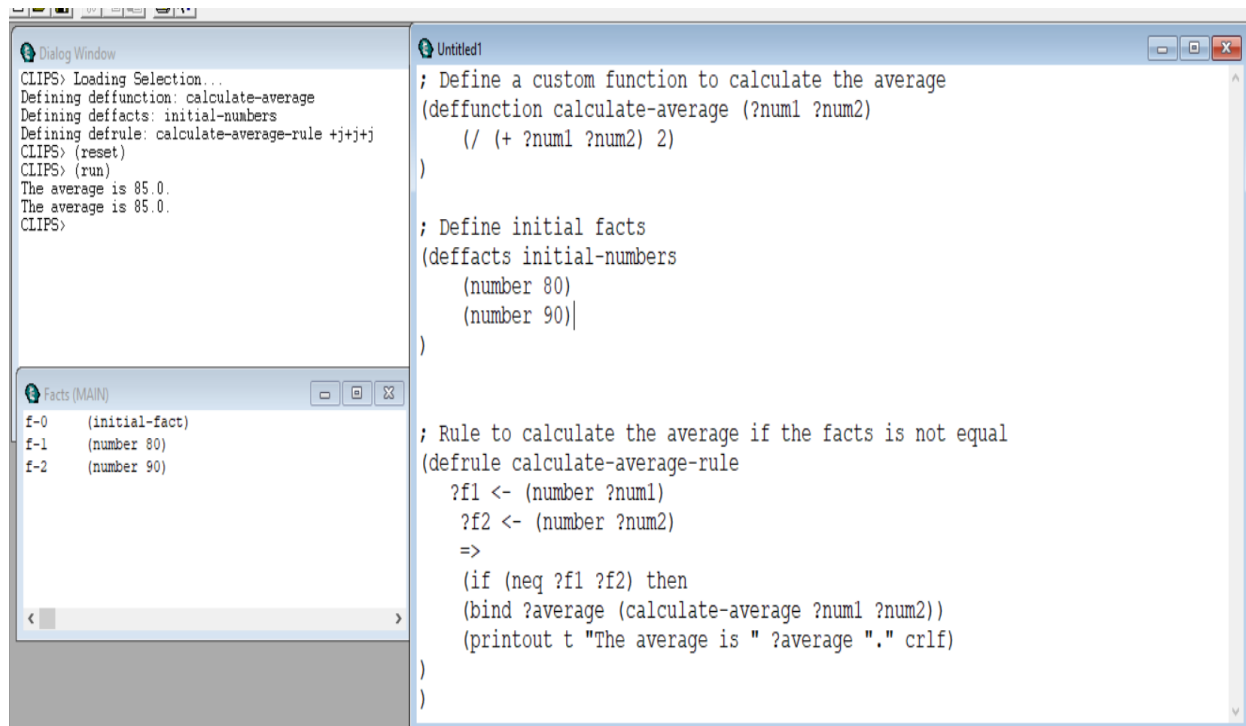 Dialog Window
CLIPS> Loading Selection...
Defining deffunction: calculate-average
Defining deffacts: initial-numbers
Defining defrule: calculate-average-rule +j+j+j
CLIPS> (reset)
CLIPS> (run)
The average is 85.0.
The average is 85.0.
CLIPS>
Facts (MAIN)
f-0 (initial-fact)
f-1 (number 80)
f-2 (number 90)
Untitled1
; Define a custom function to calculate the average
(deffunction calculate-average (?num1 ?num2)
    (/ (+ ?num1 ?num2) 2)
)
; Define initial facts
(deffacts initial-numbers
    (number 80)
    (number 90)
)
; Rule to calculate the average if the facts is not equal
(defrule calculate-average-rule
   ?f1 <- (number ?num1)
    ?f2 <- (number ?num2)
    =>
    (if (neq ?f1 ?f2) then
    (bind ?average (calculate-average ?num1 ?num2))
    (printout t "The average is " ?average "." crlf)
)
)